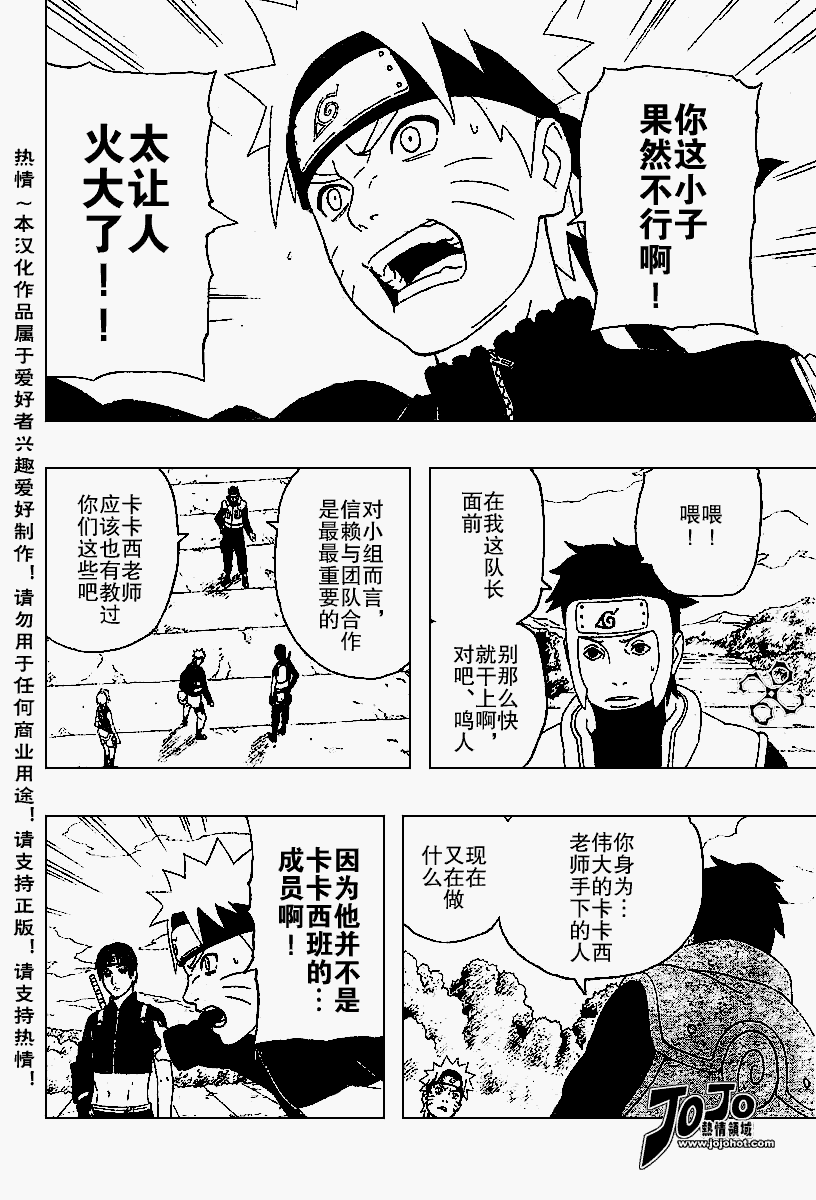 你这小子
果然不行啊！
太让人
火大了！！
喂喂
！
在我这队长
面前
别那么快
就干上啊，
对吧、鸣人
对小组而言，
信赖与团队合作
是最最重要的
卡卡西老师
应该也有教过
你们这些吧
你身为…
伟大的卡卡西
老师手下的人
现在
又在做
什么
因为他并不是
卡卡西班的…
成员啊！
热情～本汉化作品属于爱好者兴趣爱好制作！请勿用于任何商业用途！请支持正版！请支持热情！
JOJO
熱情領域
www.jojohot.com